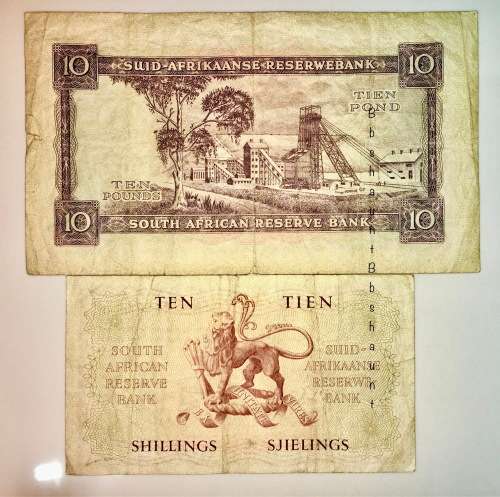 10 SUID-AFRIKAANSE RESERWEBANK 10
TIEN
POND
TEN
POUNDS
10 SOUTH AFRICAN RESERVE BANK 10
TEN TIEN
SOUTH
AFRICAN
RESERVE
BANK
SUID-
AFRIKAANSE
RESERWE
BANK
SHILLINGS SJIELINGS
BbshauntBbshaunt